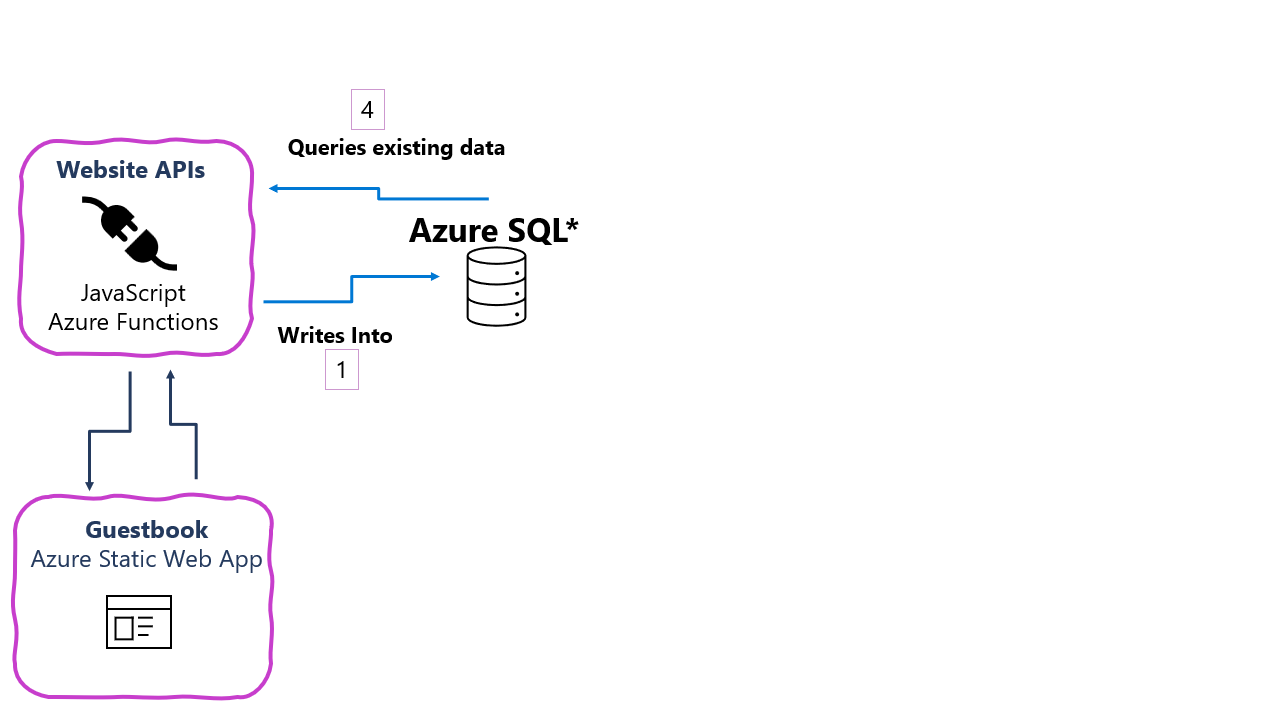 4
Queries existing data
Website APIs
Azure SQL*
JavaScript
Azure Functions
Writes Into
1
Guestbook
Azure Static Web App